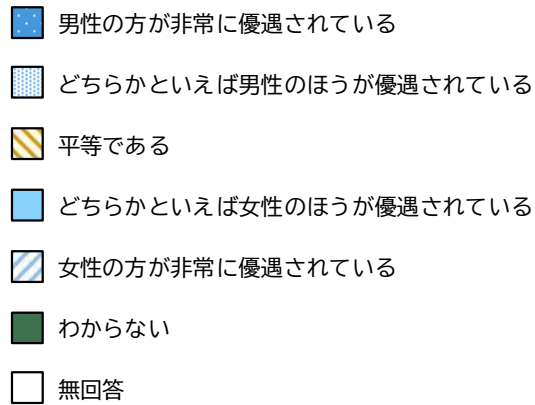 男性の方が非常に優遇されている
どちらかといえば男性のほうが優遇されている
平等である
どちらかといえば女性のほうが優遇されている
女性の方が非常に優遇されている
わからない
無回答